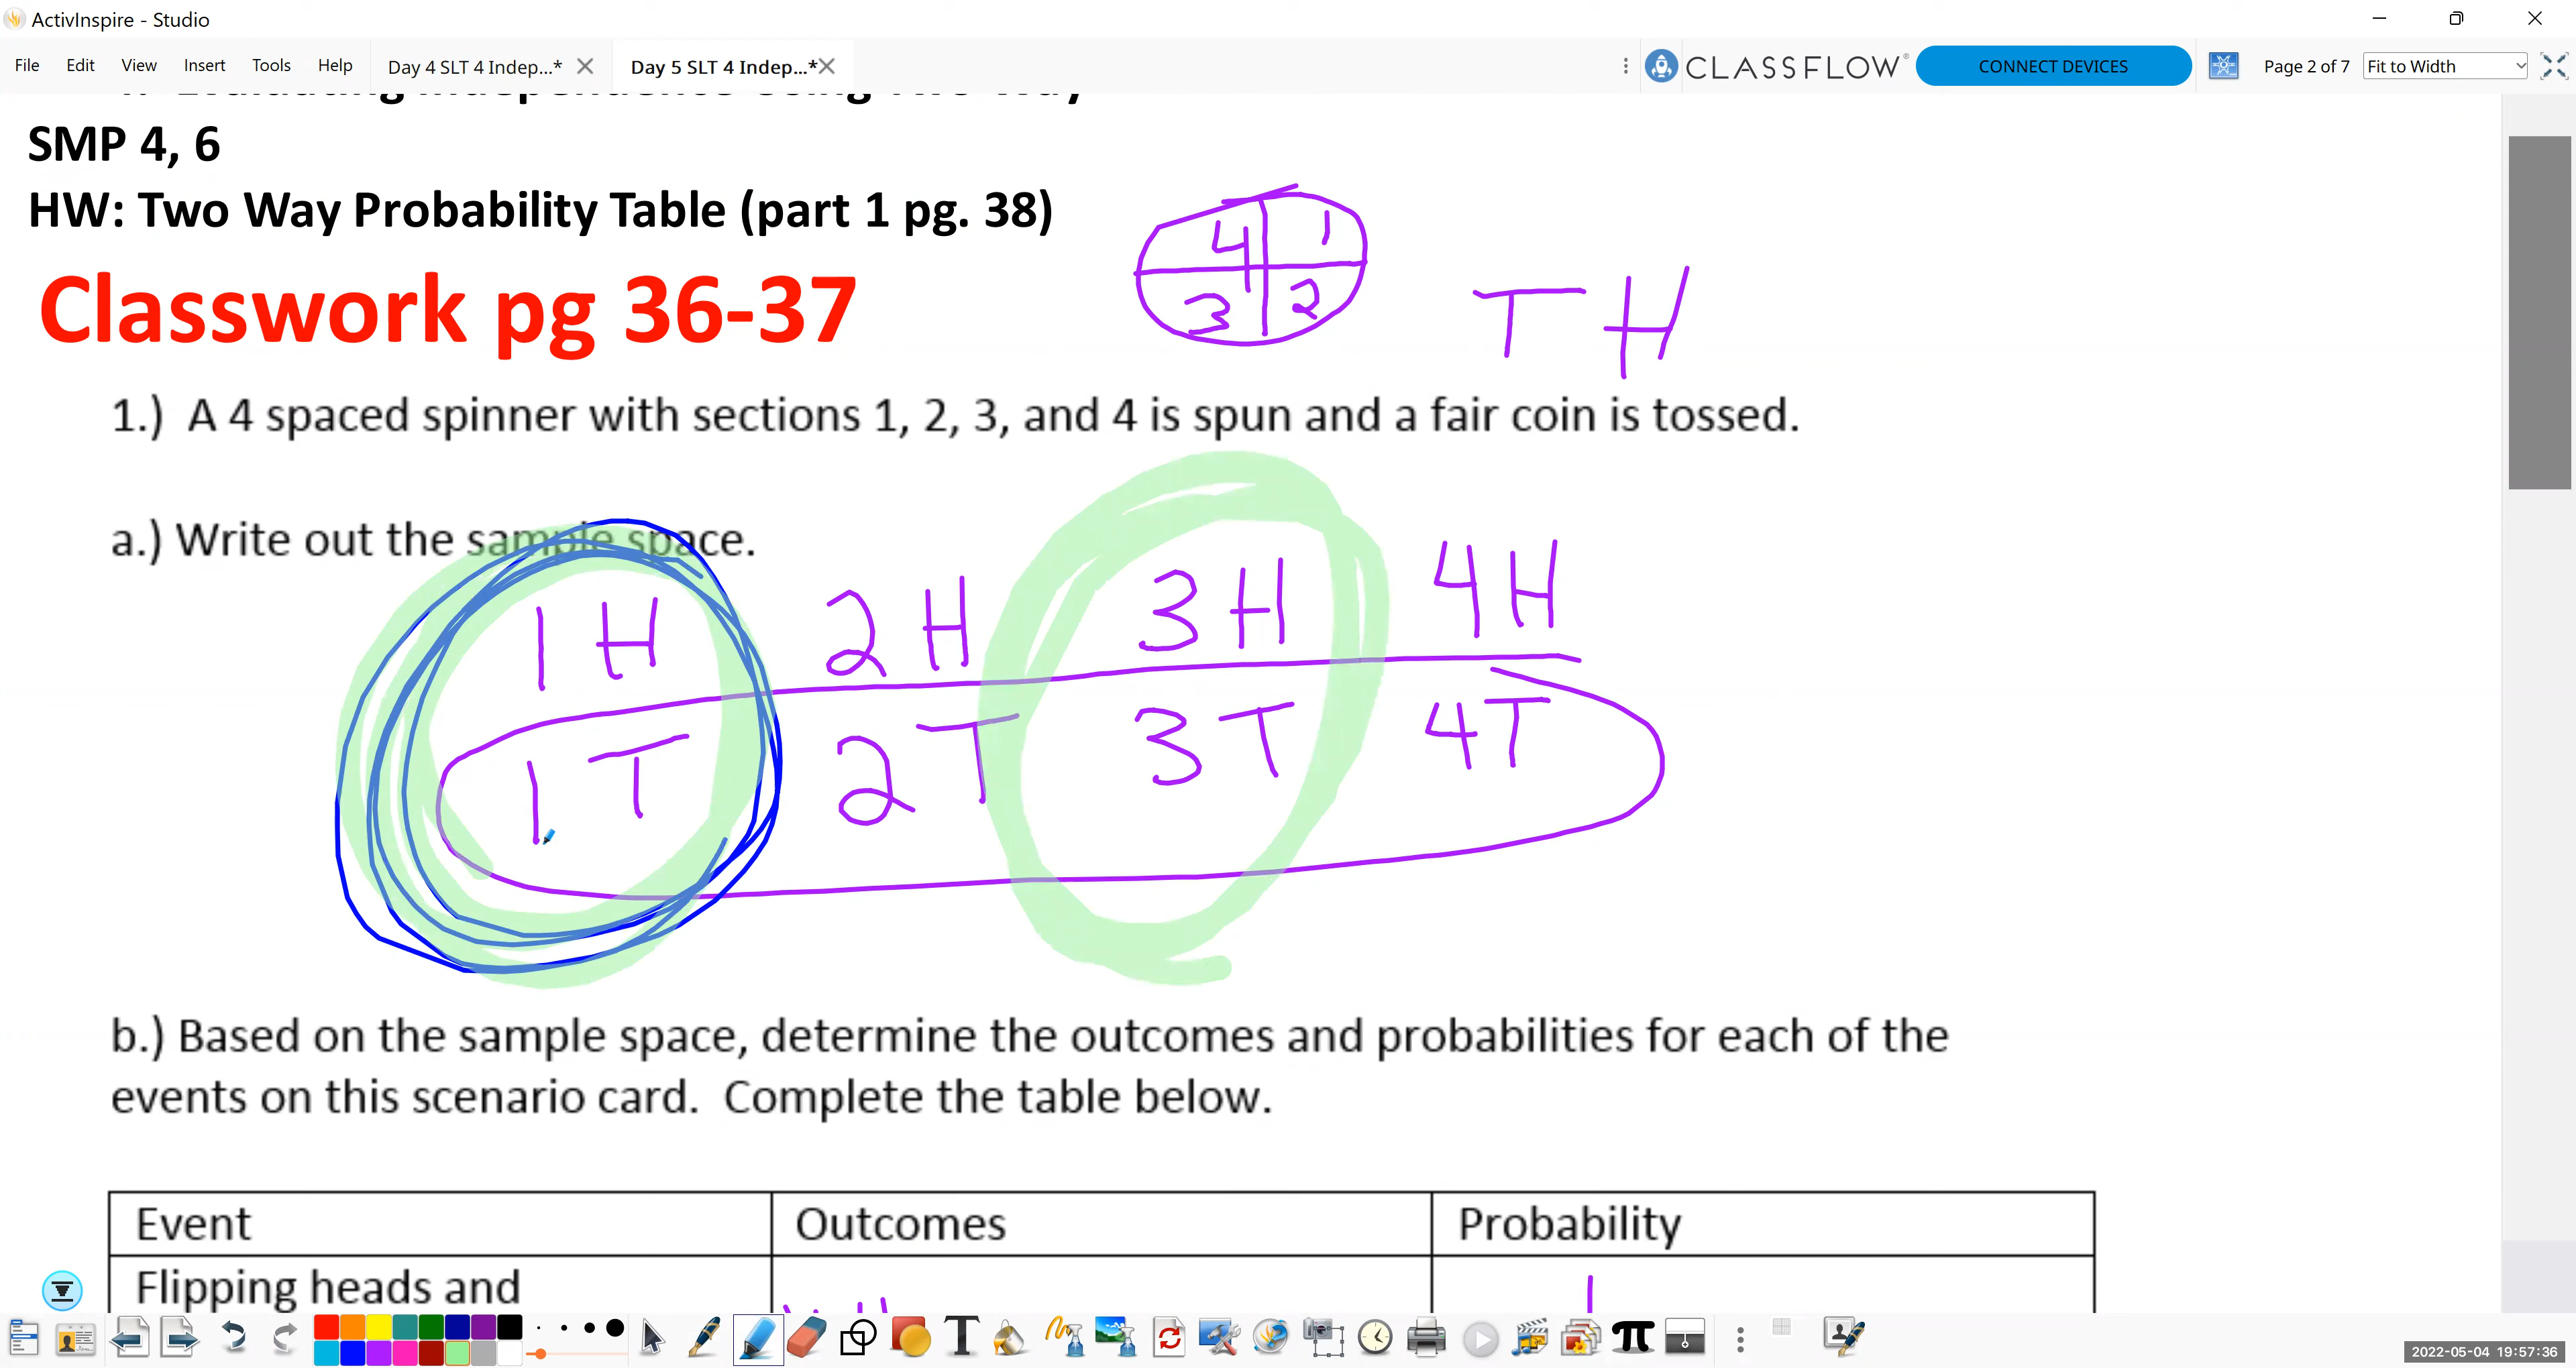 ActivInspire - Studio
File Edit View Insert Tools Help Day 4 SLT 4 Indep...* Day 5 SLT 4 Indep...* CLASSFLOW CONNECT DEVICES Page 2 of 7 Fit to Width
Evaluating Independence Using Two Way
SMP 4, 6
HW: Two Way Probability Table (part 1 pg. 38)
4 1
3 2
T H
Classwork pg 36-37
1.) A 4 spaced spinner with sections 1, 2, 3, and 4 is spun and a fair coin is tossed.
a.) Write out the sample space.
1H 2H 3H 4H
1T 2T 3T 4T
b.) Based on the sample space, determine the outcomes and probabilities for each of the
events on this scenario card. Complete the table below.
Event Outcomes Probability
Flipping heads and
2022-05-04 19:57:36